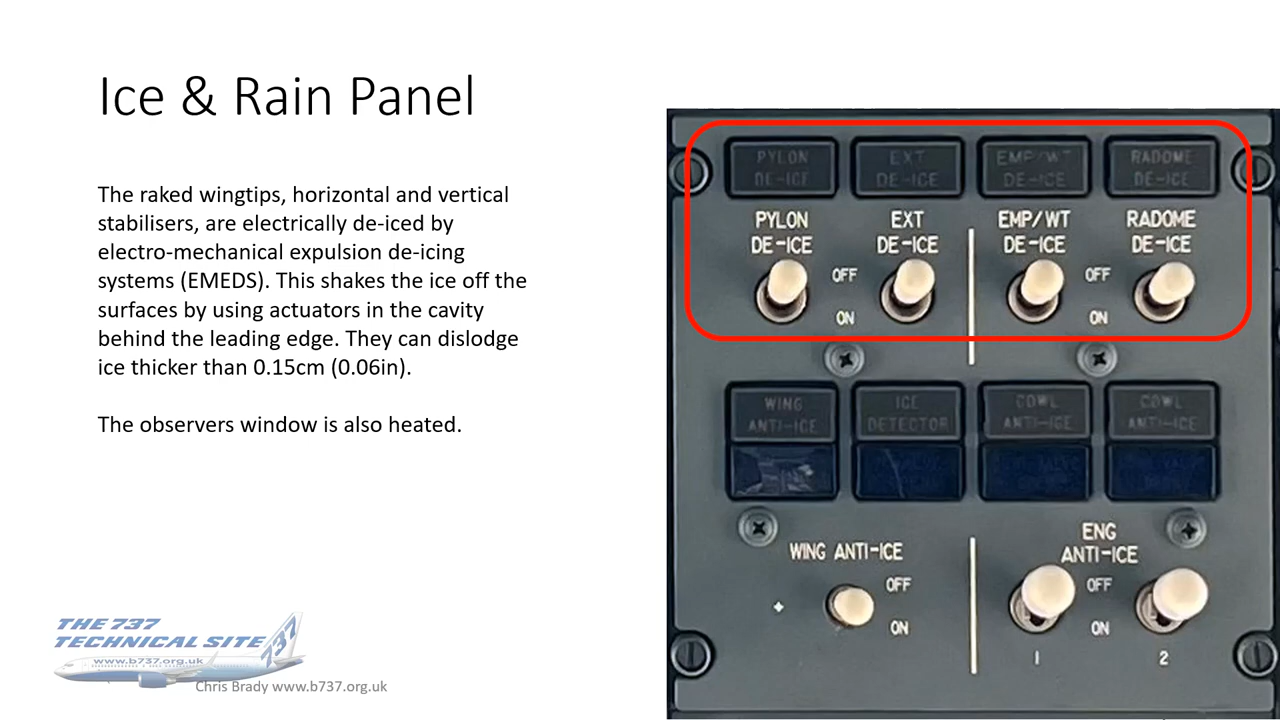 Ice & Rain Panel
The raked wingtips, horizontal and vertical
stabilisers, are electrically de-iced by
electro-mechanical expulsion de-icing
systems (EMEDS). This shakes the ice off the
surfaces by using actuators in the cavity
behind the leading edge. They can dislodge
ice thicker than 0.15cm (0.06in).
The observers window is also heated.
THE 737
TECHNICAL SITE
737
www.b737.org.uk
Chris Brady www.b737.org.uk
PYLON DE-ICE
EXT DE-ICE
EMP/WT DE-ICE
RADOME DE-ICE
PYLON DE-ICE
EXT DE-ICE
EMP/WT DE-ICE
RADOME DE-ICE
OFF
ON
OFF
ON
WING ANTI-ICE
ICE DETECTOR
COWL ANTI-ICE
COWL ANTI-ICE
WING ANTI-ICE
OFF
ON
ENG
ANTI-ICE
OFF
ON
1
2